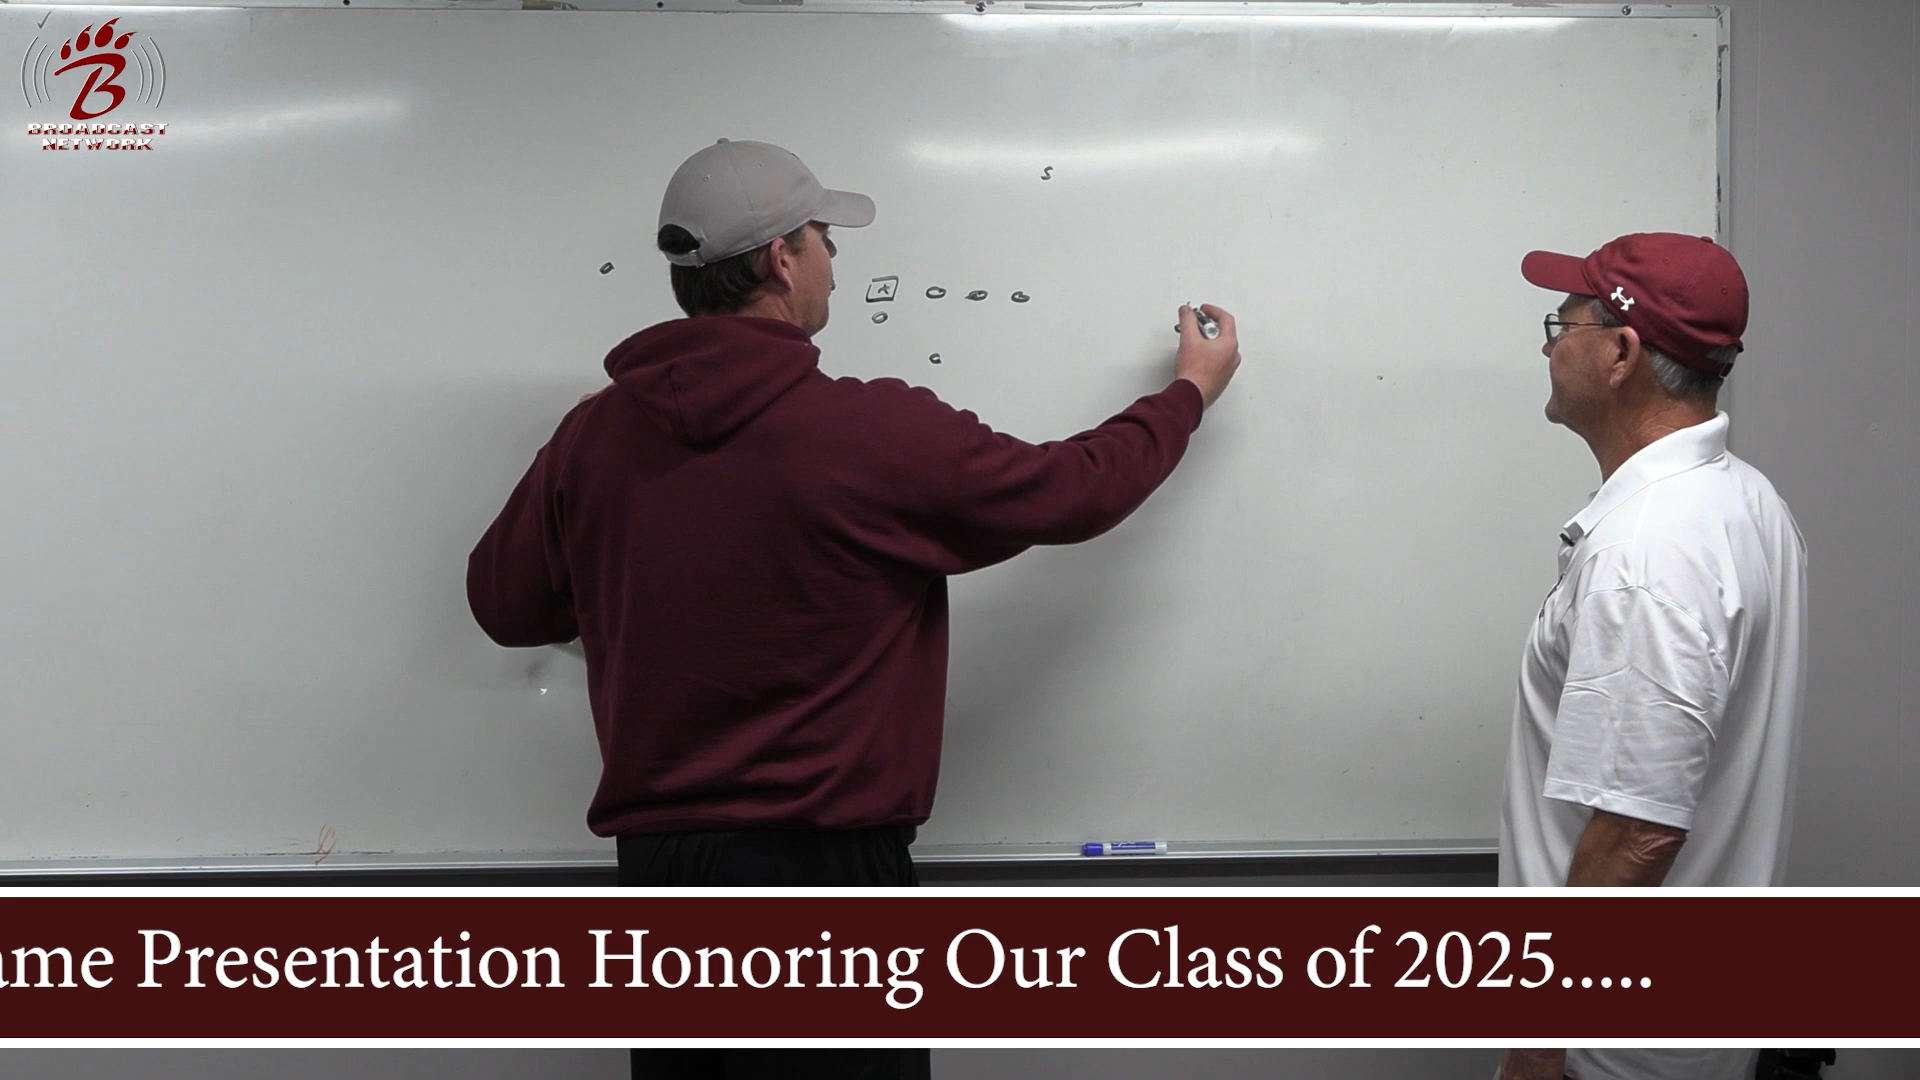 B
BROADCAST
NETWORK
S
ame Presentation Honoring Our Class of 2025.....